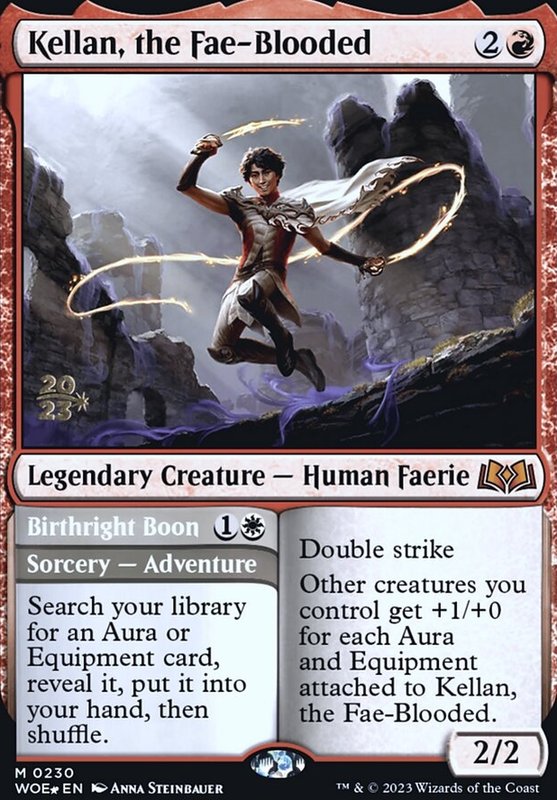 Kellan, the Fae-Blooded 2
20
23
Legendary Creature — Human Faerie
Birthright Boon 1
Sorcery — Adventure
Search your library
for an Aura or
Equipment card,
reveal it, put it into
your hand, then
shuffle.
Double strike
Other creatures you
control get +1/+0
for each Aura
and Equipment
attached to Kellan,
the Fae-Blooded.
2/2
M 0230
WOE★EN Anna Steinbauer
™ & © 2023 Wizards of the Coast